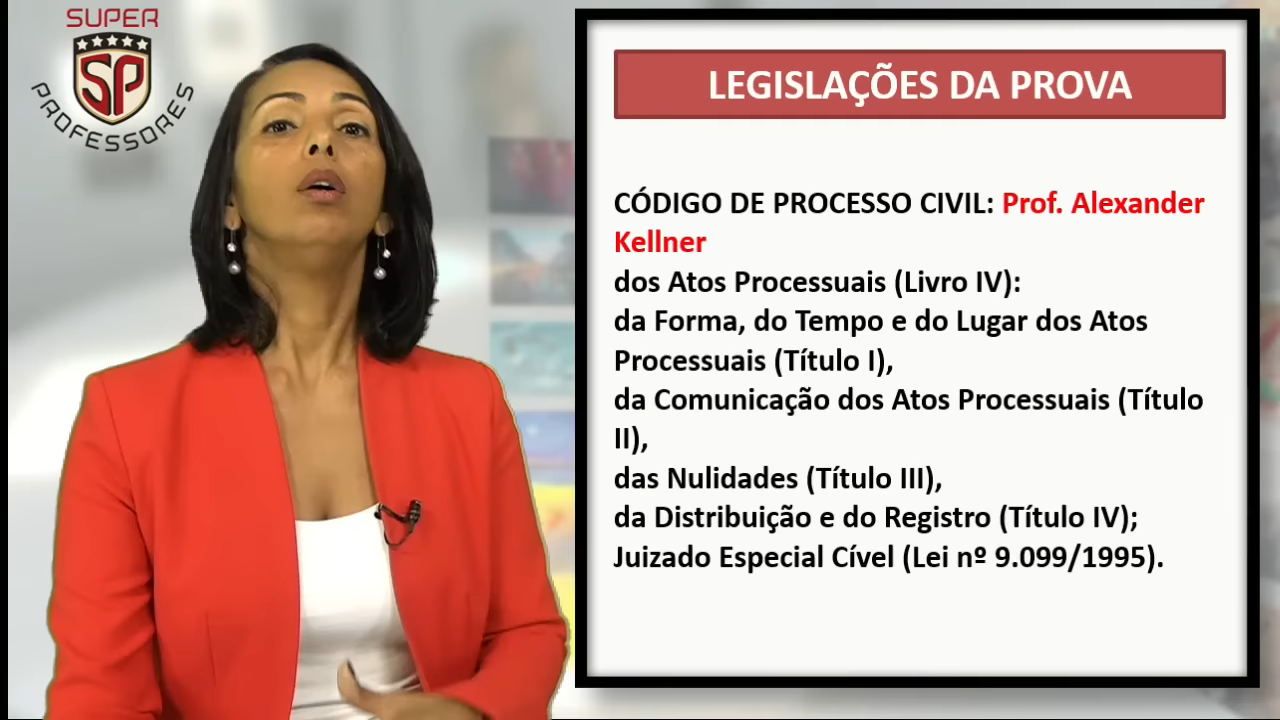 SUPER
SP
PROFESSORES
LEGISLAÇÕES DA PROVA
CÓDIGO DE PROCESSO CIVIL: Prof. Alexander
Kellner
dos Atos Processuais (Livro IV):
da Forma, do Tempo e do Lugar dos Atos
Processuais (Título I),
da Comunicação dos Atos Processuais (Título
II),
das Nulidades (Título III),
da Distribuição e do Registro (Título IV);
Juizado Especial Cível (Lei nº 9.099/1995).